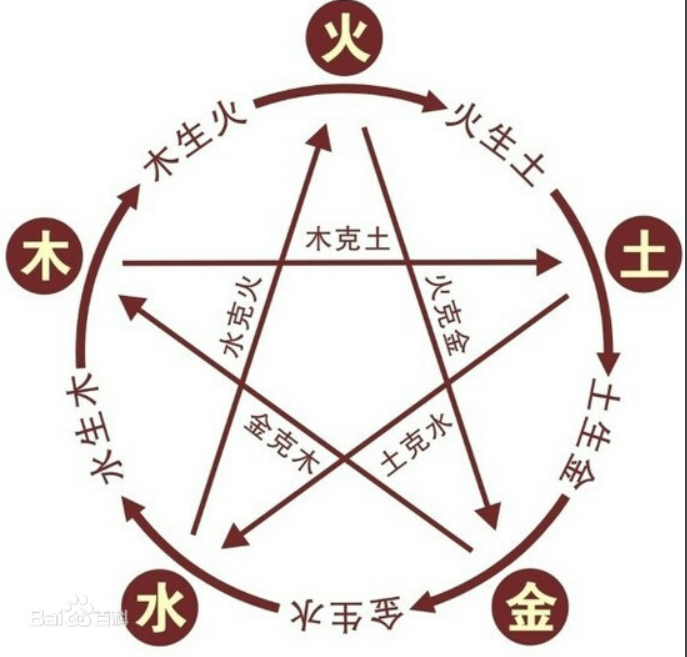 火
木生火
火生土
木
土
木克土
水克火
火克金
水生木
土生金
金克木
土克水
水
金
金生水
Baidu百科